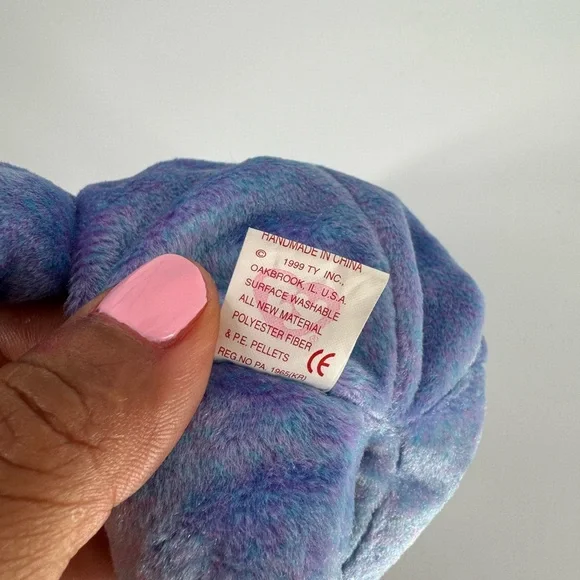 HANDMADE IN CHINA
© 1999 TY INC.,
OAKBROOK, IL. U.S.A.
SURFACE WASHABLE
ALL NEW MATERIAL
POLYESTER FIBER
& P.E. PELLETS
REG NO PA. 1965(KR)
CE